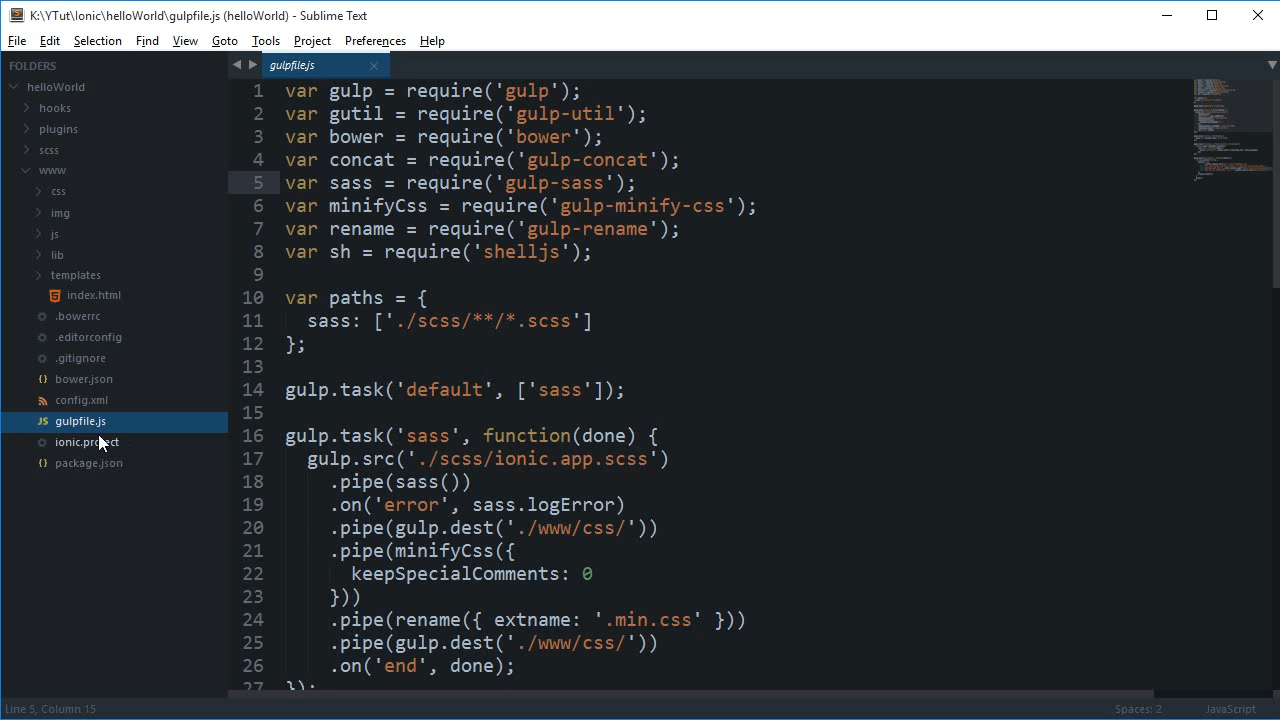 K:\YTut\Ionic\helloWorld\gulpfile.js (helloWorld) - Sublime Text
File Edit Selection Find View Goto Tools Project Preferences Help
FOLDERS
helloWorld
hooks
plugins
scss
www
css
img
js
lib
templates
index.html
.bowerrc
.editorconfig
.gitignore
bower.json
config.xml
JS gulpfile.js
ionic.project
package.json
gulpfile.js
1 var gulp = require('gulp');
2 var gutil = require('gulp-util');
3 var bower = require('bower');
4 var concat = require('gulp-concat');
5 var sass = require('gulp-sass');
6 var minifyCss = require('gulp-minify-css');
7 var rename = require('gulp-rename');
8 var sh = require('shelljs');
9
10 var paths = {
11   sass: ['./scss/**/*.scss']
12 };
13
14 gulp.task('default', ['sass']);
15
16 gulp.task('sass', function(done) {
17   gulp.src('./scss/ionic.app.scss')
18     .pipe(sass())
19     .on('error', sass.logError)
20     .pipe(gulp.dest('./www/css/'))
21     .pipe(minifyCss({
22       keepSpecialComments: 0
23     }))
24     .pipe(rename({ extname: '.min.css' }))
25     .pipe(gulp.dest('./www/css/'))
26     .on('end', done);
27 });
Line 5, Column 15
Spaces: 2
JavaScript